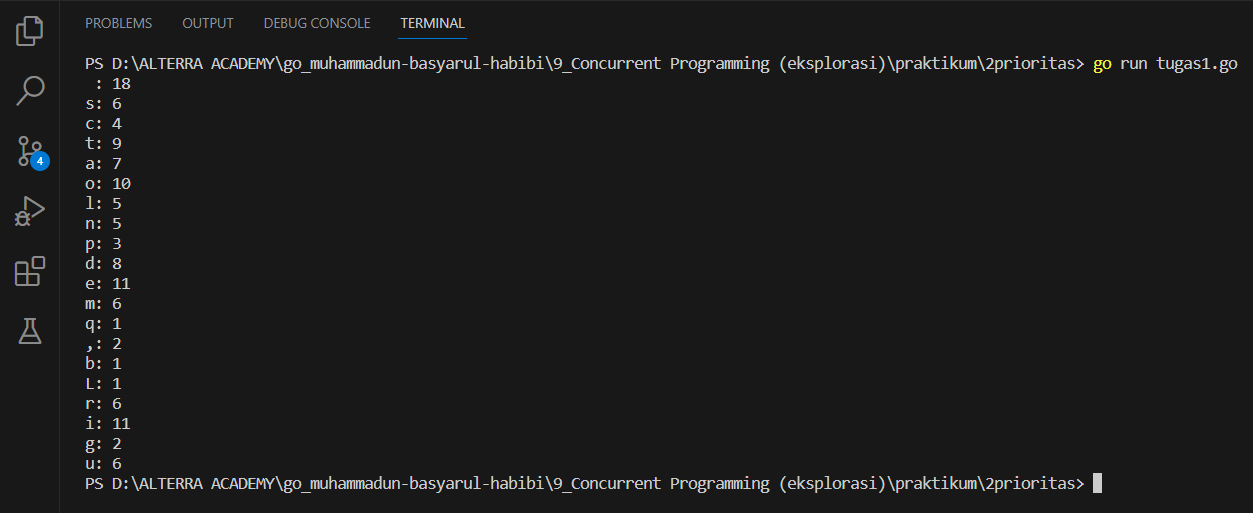 PROBLEMS OUTPUT DEBUG CONSOLE TERMINAL
PS D:\ALTERRA ACADEMY\go_muhammadun-basyarul-habibi\9_Concurrent Programming (eksplorasi)\praktikum\2prioritas> go run tugas1.go
 : 18
s: 6
c: 4
t: 9
a: 7
o: 10
l: 5
n: 5
p: 3
d: 8
e: 11
m: 6
q: 1
,: 2
b: 1
L: 1
r: 6
i: 11
g: 2
u: 6
PS D:\ALTERRA ACADEMY\go_muhammadun-basyarul-habibi\9_Concurrent Programming (eksplorasi)\praktikum\2prioritas>
4